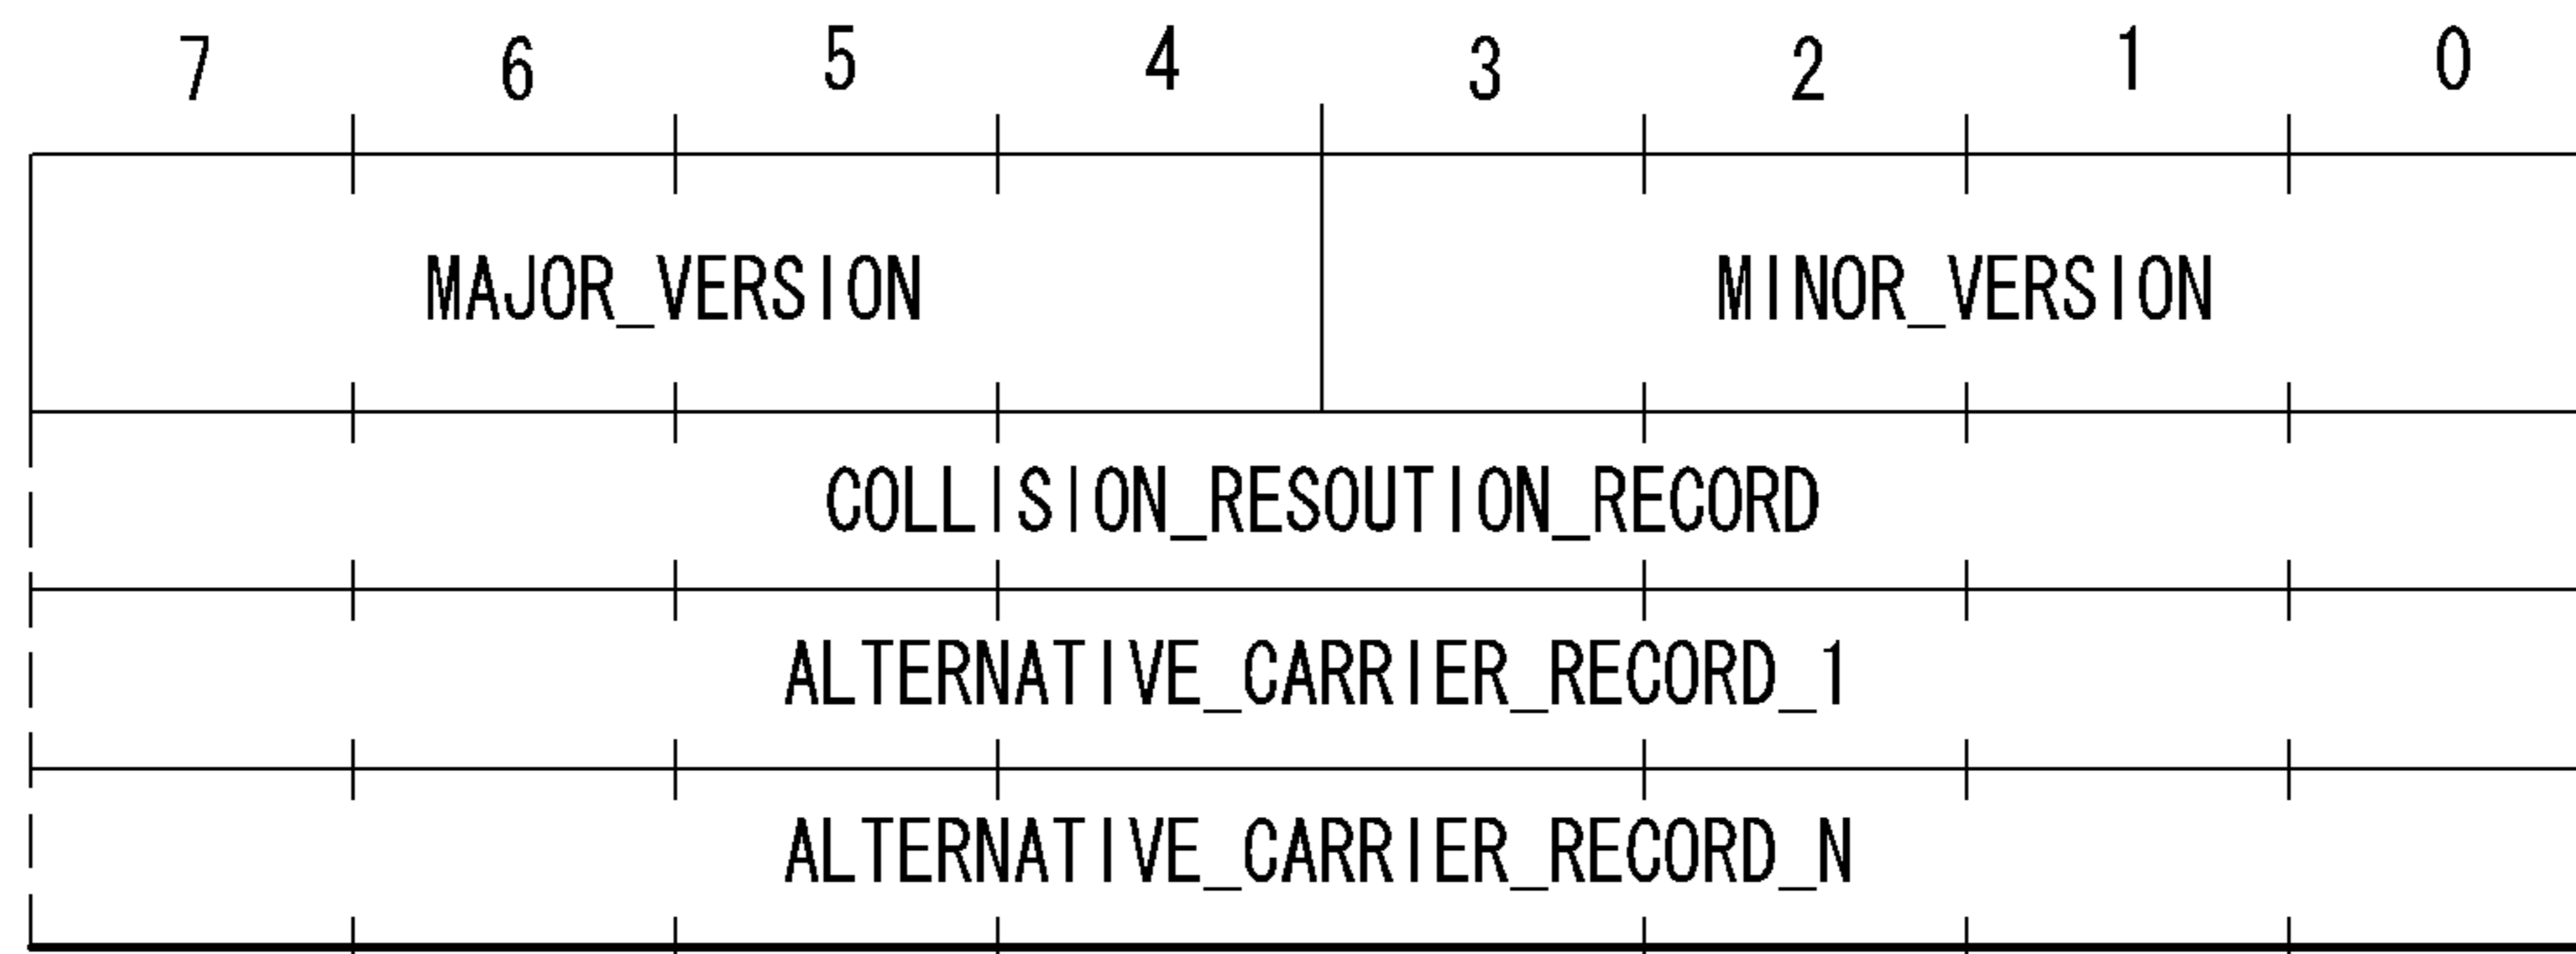 7 6 5 4 3 2 1 0
MAJOR_VERSION MINOR_VERSION
COLLISION_RESOUTION_RECORD
ALTERNATIVE_CARRIER_RECORD_1
ALTERNATIVE_CARRIER_RECORD_N